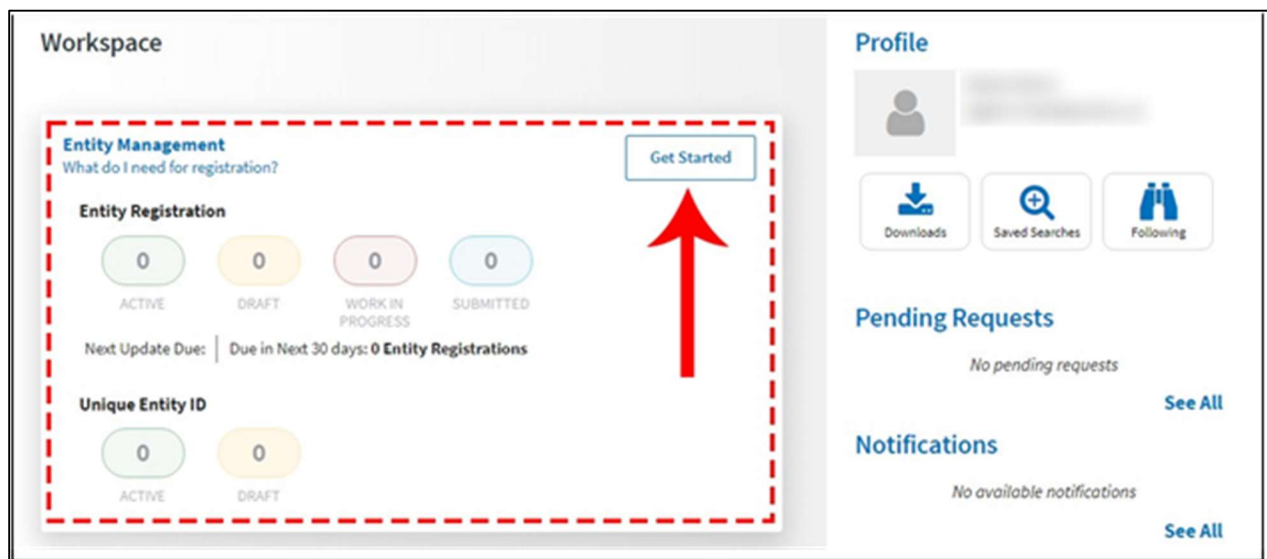 Workspace
Entity Management
What do I need for registration?
Get Started
Entity Registration
0 0 0 0
ACTIVE DRAFT WORK IN PROGRESS SUBMITTED
Next Update Due: Due in Next 30 days: 0 Entity Registrations
Unique Entity ID
0 0
ACTIVE DRAFT
Profile
Downloads Saved Searches Following
Pending Requests
No pending requests
See All
Notifications
No available notifications
See All